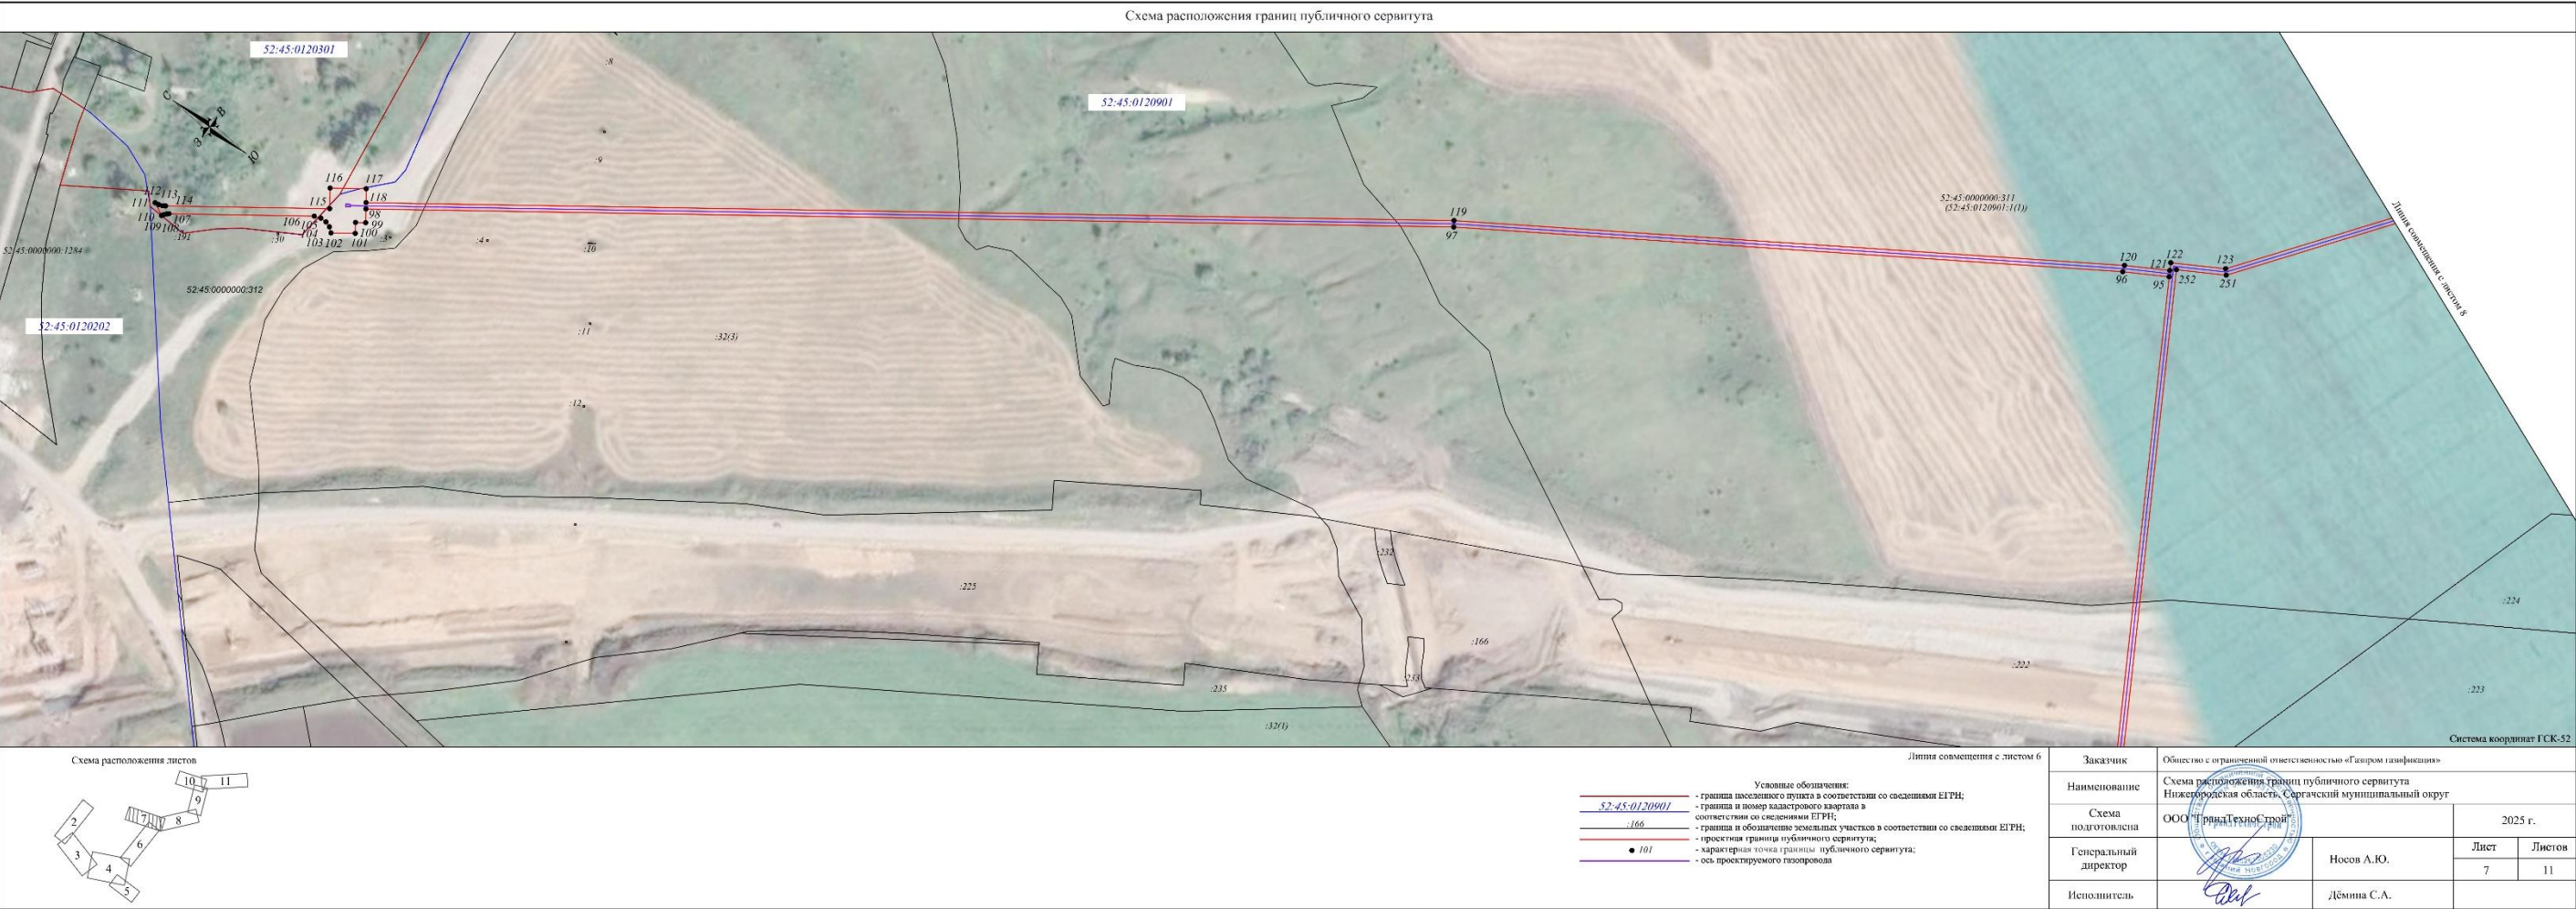 Схема расположения границ публичного сервитута
52:45:0120301
:8
52:45:0120901
С
В
З
Ю
:9
116
117
112
113
114
111
115
118
110
107
106
98
109
108
105
99
104
100
:191
:30
103
102
101
:3
:4
:10
52:45:0000000:1284
52:45:0000000:312
52:45:0120202
:11
:32(3)
:12
119
97
52:45:0000000:311
(52:45:0120901:1(1))
Линия совмещения с листом 8
120
96
121
122
95
252
123
251
:232
:225
:166
:224
:222
:233
:235
:223
:32(1)
Система координат ГСК-52
Схема расположения листов
10
11
9
2
7
8
6
3
4
5
Линия совмещения с листом 6
Условные обозначения:
- граница населенного пункта в соответствии со сведениями ЕГРН;
52:45:0120901 - граница и номер кадастрового квартала в
соответствии со сведениями ЕГРН;
:166 - граница и обозначение земельных участков в соответствии со сведениями ЕГРН;
- проектная граница публичного сервитута;
101 - характерная точка границы публичного сервитута;
- ось проектируемого газопровода
Заказчик
Общество с ограниченной ответственностью «Газпром газификация»
Наименование
Схема расположения границ публичного сервитута
Нижегородская область, Сергачский муниципальный округ
Схема
подготовлена
ООО "ГрандТехноСтрой"
2025 г.
Генеральный
директор
Носов А.Ю.
Лист
Листов
7
11
Исполнитель
Дёмина С.А.